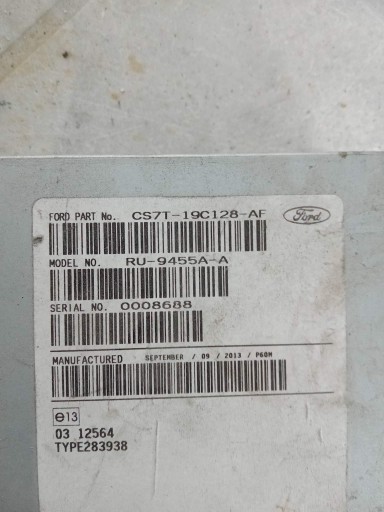 FORD PART No. CS7T-19C128-AF Ford
MODEL NO. RU-9455A-A
SERIAL NO. 0008688
MANUFACTURED SEPTEMBER / 09 / 2013 / P60M
e13
03 12564
TYPE283938